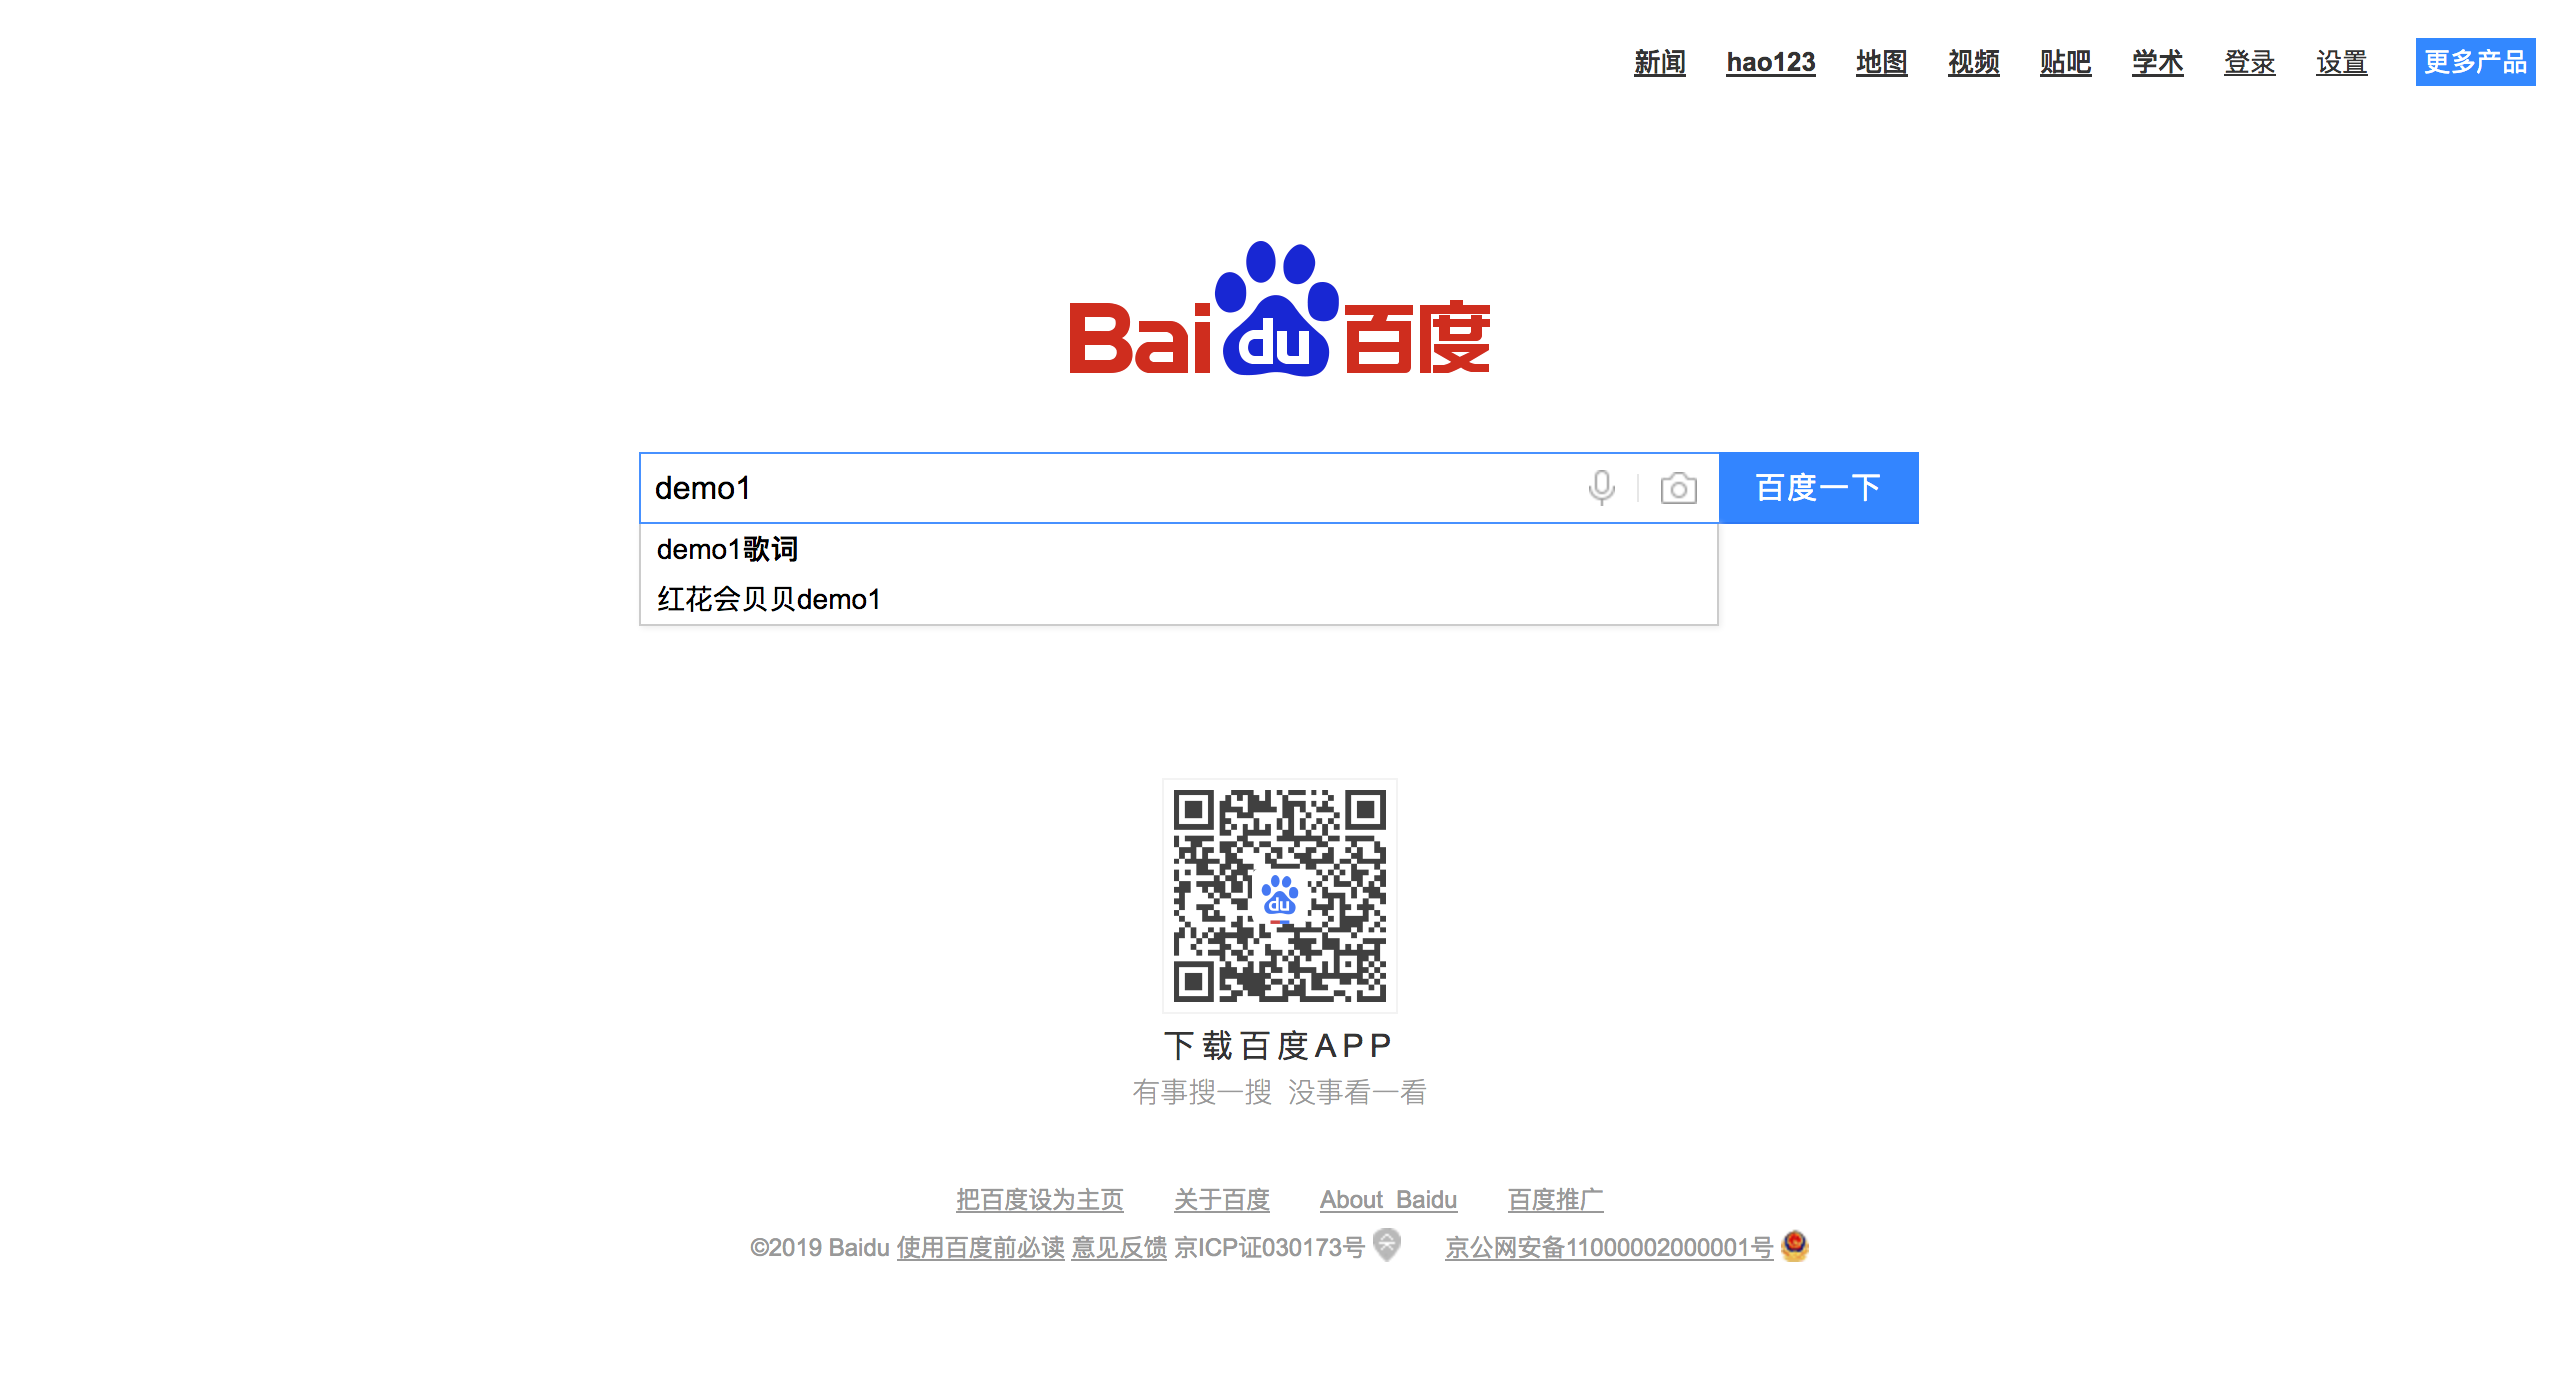 新闻 hao123 地图 视频 贴吧 学术 登录 设置 更多产品
Bai du 百度
demo1 百度一下
demo1歌词
红花会贝贝demo1
du
下载百度APP
有事搜一搜 没事看一看
把百度设为主页 关于百度 About Baidu 百度推广
©2019 Baidu 使用百度前必读 意见反馈 京ICP证030173号 京公网安备11000002000001号